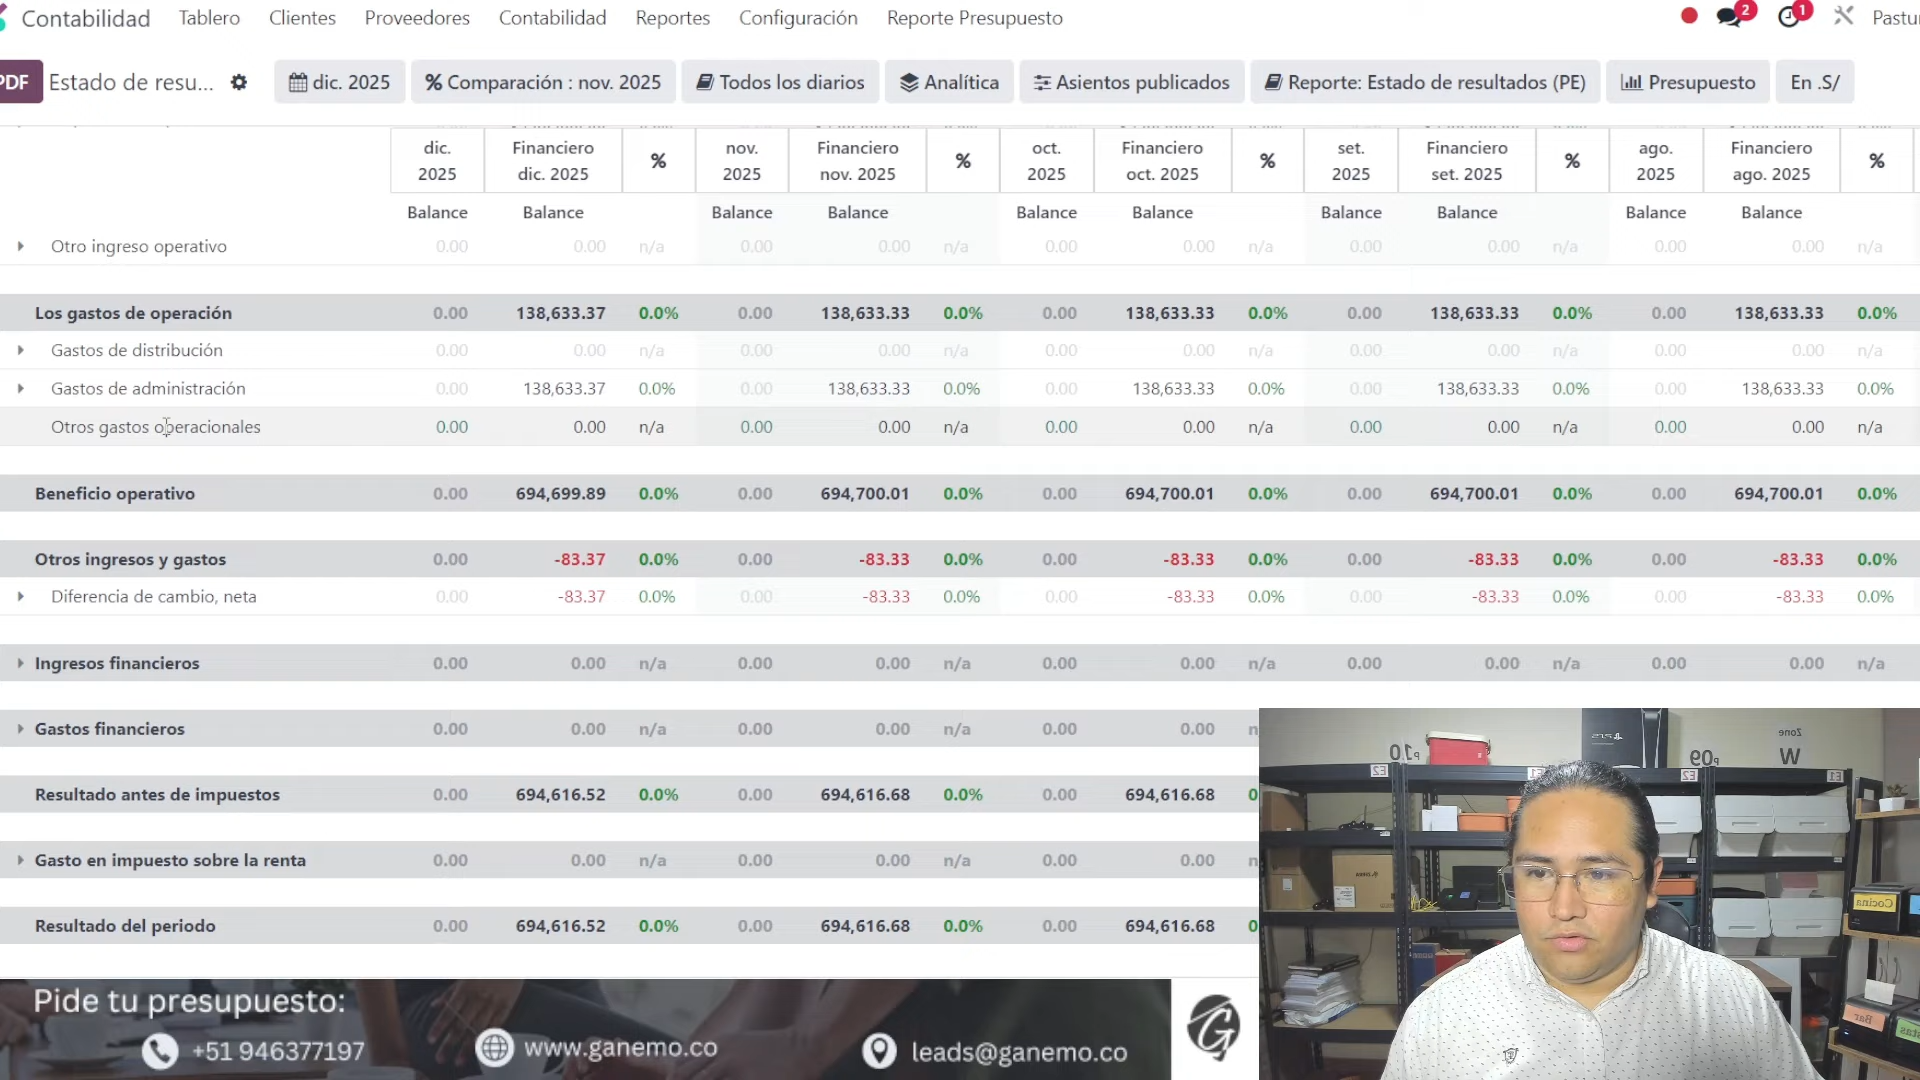 Contabilidad Tablero Clientes Proveedores Contabilidad Reportes Configuración Reporte Presupuesto 2 1
PDF Estado de resu... dic. 2025 % Comparación : nov. 2025 Todos los diarios Analítica Asientos publicados Reporte: Estado de resultados (PE) Presupuesto En .S/
dic. 2025 Financiero dic. 2025 % nov. 2025 Financiero nov. 2025 % oct. 2025 Financiero oct. 2025 % set. 2025 Financiero set. 2025 % ago. 2025 Financiero ago. 2025 %
Balance Balance Balance Balance Balance Balance Balance Balance Balance Balance
Otro ingreso operativo 0.00 0.00 n/a 0.00 0.00 n/a 0.00 0.00 n/a 0.00 0.00 n/a 0.00 0.00 n/a
Los gastos de operación 0.00 138,633.37 0.0% 0.00 138,633.33 0.0% 0.00 138,633.33 0.0% 0.00 138,633.33 0.0% 0.00 138,633.33 0.0%
Gastos de distribución 0.00 0.00 n/a 0.00 0.00 n/a 0.00 0.00 n/a 0.00 0.00 n/a 0.00 0.00 n/a
Gastos de administración 0.00 138,633.37 0.0% 0.00 138,633.33 0.0% 0.00 138,633.33 0.0% 0.00 138,633.33 0.0% 0.00 138,633.33 0.0%
Otros gastos operacionales 0.00 0.00 n/a 0.00 0.00 n/a 0.00 0.00 n/a 0.00 0.00 n/a 0.00 0.00 n/a
Beneficio operativo 0.00 694,699.89 0.0% 0.00 694,700.01 0.0% 0.00 694,700.01 0.0% 0.00 694,700.01 0.0% 0.00 694,700.01 0.0%
Otros ingresos y gastos 0.00 -83.37 0.0% 0.00 -83.33 0.0% 0.00 -83.33 0.0% 0.00 -83.33 0.0% 0.00 -83.33 0.0%
Diferencia de cambio, neta 0.00 -83.37 0.0% 0.00 -83.33 0.0% 0.00 -83.33 0.0% 0.00 -83.33 0.0% 0.00 -83.33 0.0%
Ingresos financieros 0.00 0.00 n/a 0.00 0.00 n/a 0.00 0.00 n/a 0.00 0.00 n/a 0.00 0.00 n/a
Gastos financieros 0.00 0.00 n/a 0.00 0.00 n/a 0.00 0.00
Resultado antes de impuestos 0.00 694,616.52 0.0% 0.00 694,616.68 0.0% 0.00 694,616.68
Gasto en impuesto sobre la renta 0.00 0.00 n/a 0.00 0.00 n/a 0.00 0.00
Resultado del periodo 0.00 694,616.52 0.0% 0.00 694,616.68 0.0% 0.00 694,616.68
Zone
W
P10
P09
E2
E1
E2
E1
Cocina
Bar
Pide tu presupuesto:
+51 946377197 www.ganemo.co leads@ganemo.co
G